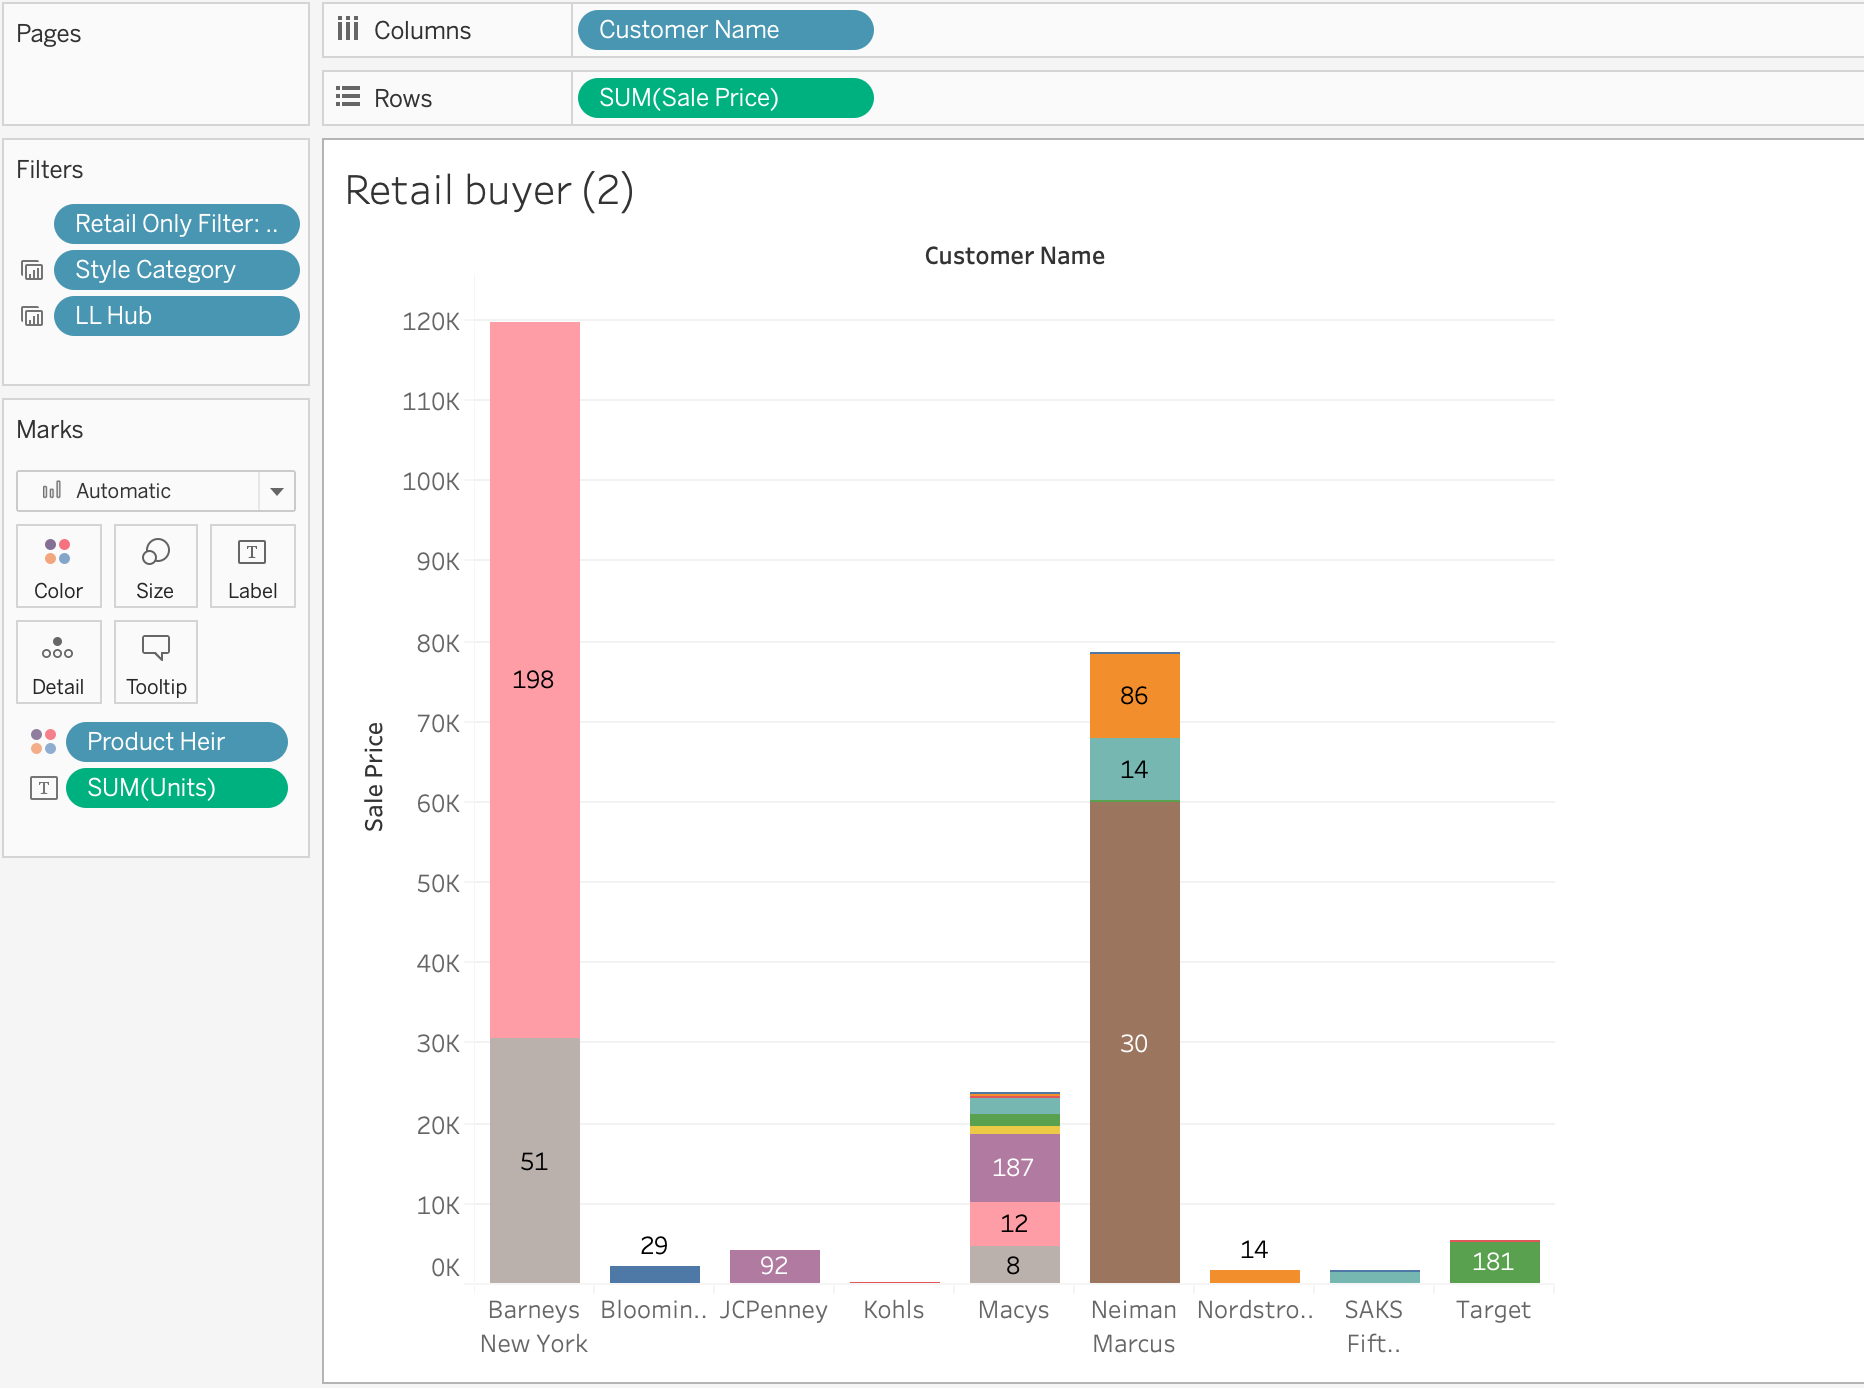 Pages
Columns
Customer Name
Rows
SUM(Sale Price)
Filters
Retail Only Filter: ..
Style Category
LL Hub
Marks
Automatic
Color
Size
Label
Detail
Tooltip
Product Heir
SUM(Units)
Retail buyer (2)
Customer Name
Sale Price
120K
110K
100K
90K
80K
70K
60K
50K
40K
30K
20K
10K
0K
198
51
29
92
187
12
8
86
14
30
14
181
Barneys
New York
Bloomin..
JCPenney
Kohls
Macys
Neiman
Marcus
Nordstro..
SAKS
Fift..
Target